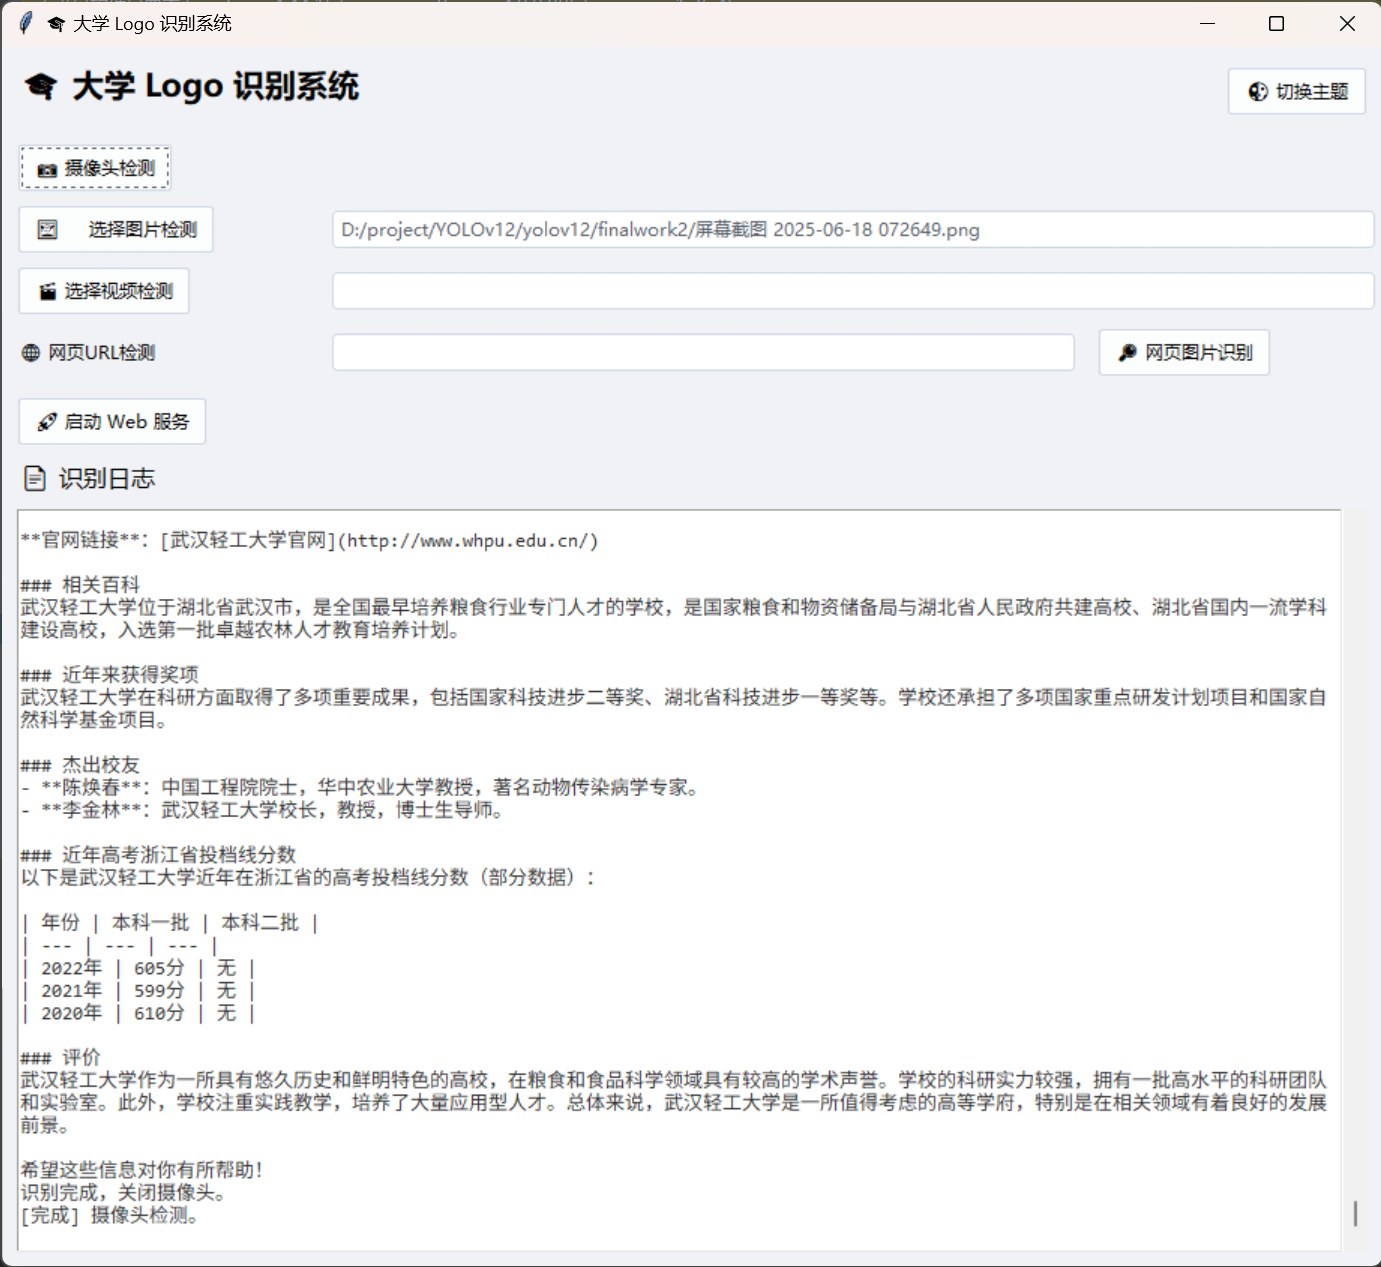 大学 Logo 识别系统
大学 Logo 识别系统
切换主题
摄像头检测
选择图片检测
D:/project/YOLOv12/yolov12/finalwork2/屏幕截图 2025-06-18 072649.png
选择视频检测
网页URL检测
网页图片识别
启动 Web 服务
识别日志
**官网链接**: [武汉轻工大学官网](http://www.whpu.edu.cn/)
### 相关百科
武汉轻工大学位于湖北省武汉市，是全国最早培养粮食行业专门人才的学校，是国家粮食和物资储备局与湖北省人民政府共建高校、湖北省国内一流学科
建设高校，入选第一批卓越农林人才教育培养计划。
### 近年来获得奖项
武汉轻工大学在科研方面取得了多项重要成果，包括国家科技进步二等奖、湖北省科技进步一等奖等。学校还承担了多项国家重点研发计划项目和国家自
然科学基金项目。
### 杰出校友
- **陈焕春**: 中国工程院院士，华中农业大学教授，著名动物传染病学专家。
- **李金林**: 武汉轻工大学校长，教授，博士生导师。
### 近年高考浙江省投档线分数
以下是武汉轻工大学近年在浙江省的高考投档线分数（部分数据）:
| 年份 | 本科一批 | 本科二批 |
| --- | --- | --- |
| 2022年 | 605分 | 无 |
| 2021年 | 599分 | 无 |
| 2020年 | 610分 | 无 |
### 评价
武汉轻工大学作为一所具有悠久历史和鲜明特色的高校，在粮食和食品科学领域具有较高的学术声誉。学校的科研实力较强，拥有一批高水平的科研团队
和实验室。此外，学校注重实践教学，培养了大量应用型人才。总体来说，武汉轻工大学是一所值得考虑的高等学府，特别是在相关领域有着良好的发展
前景。
希望这些信息对你有所帮助！
识别完成，关闭摄像头。
[完成] 摄像头检测。